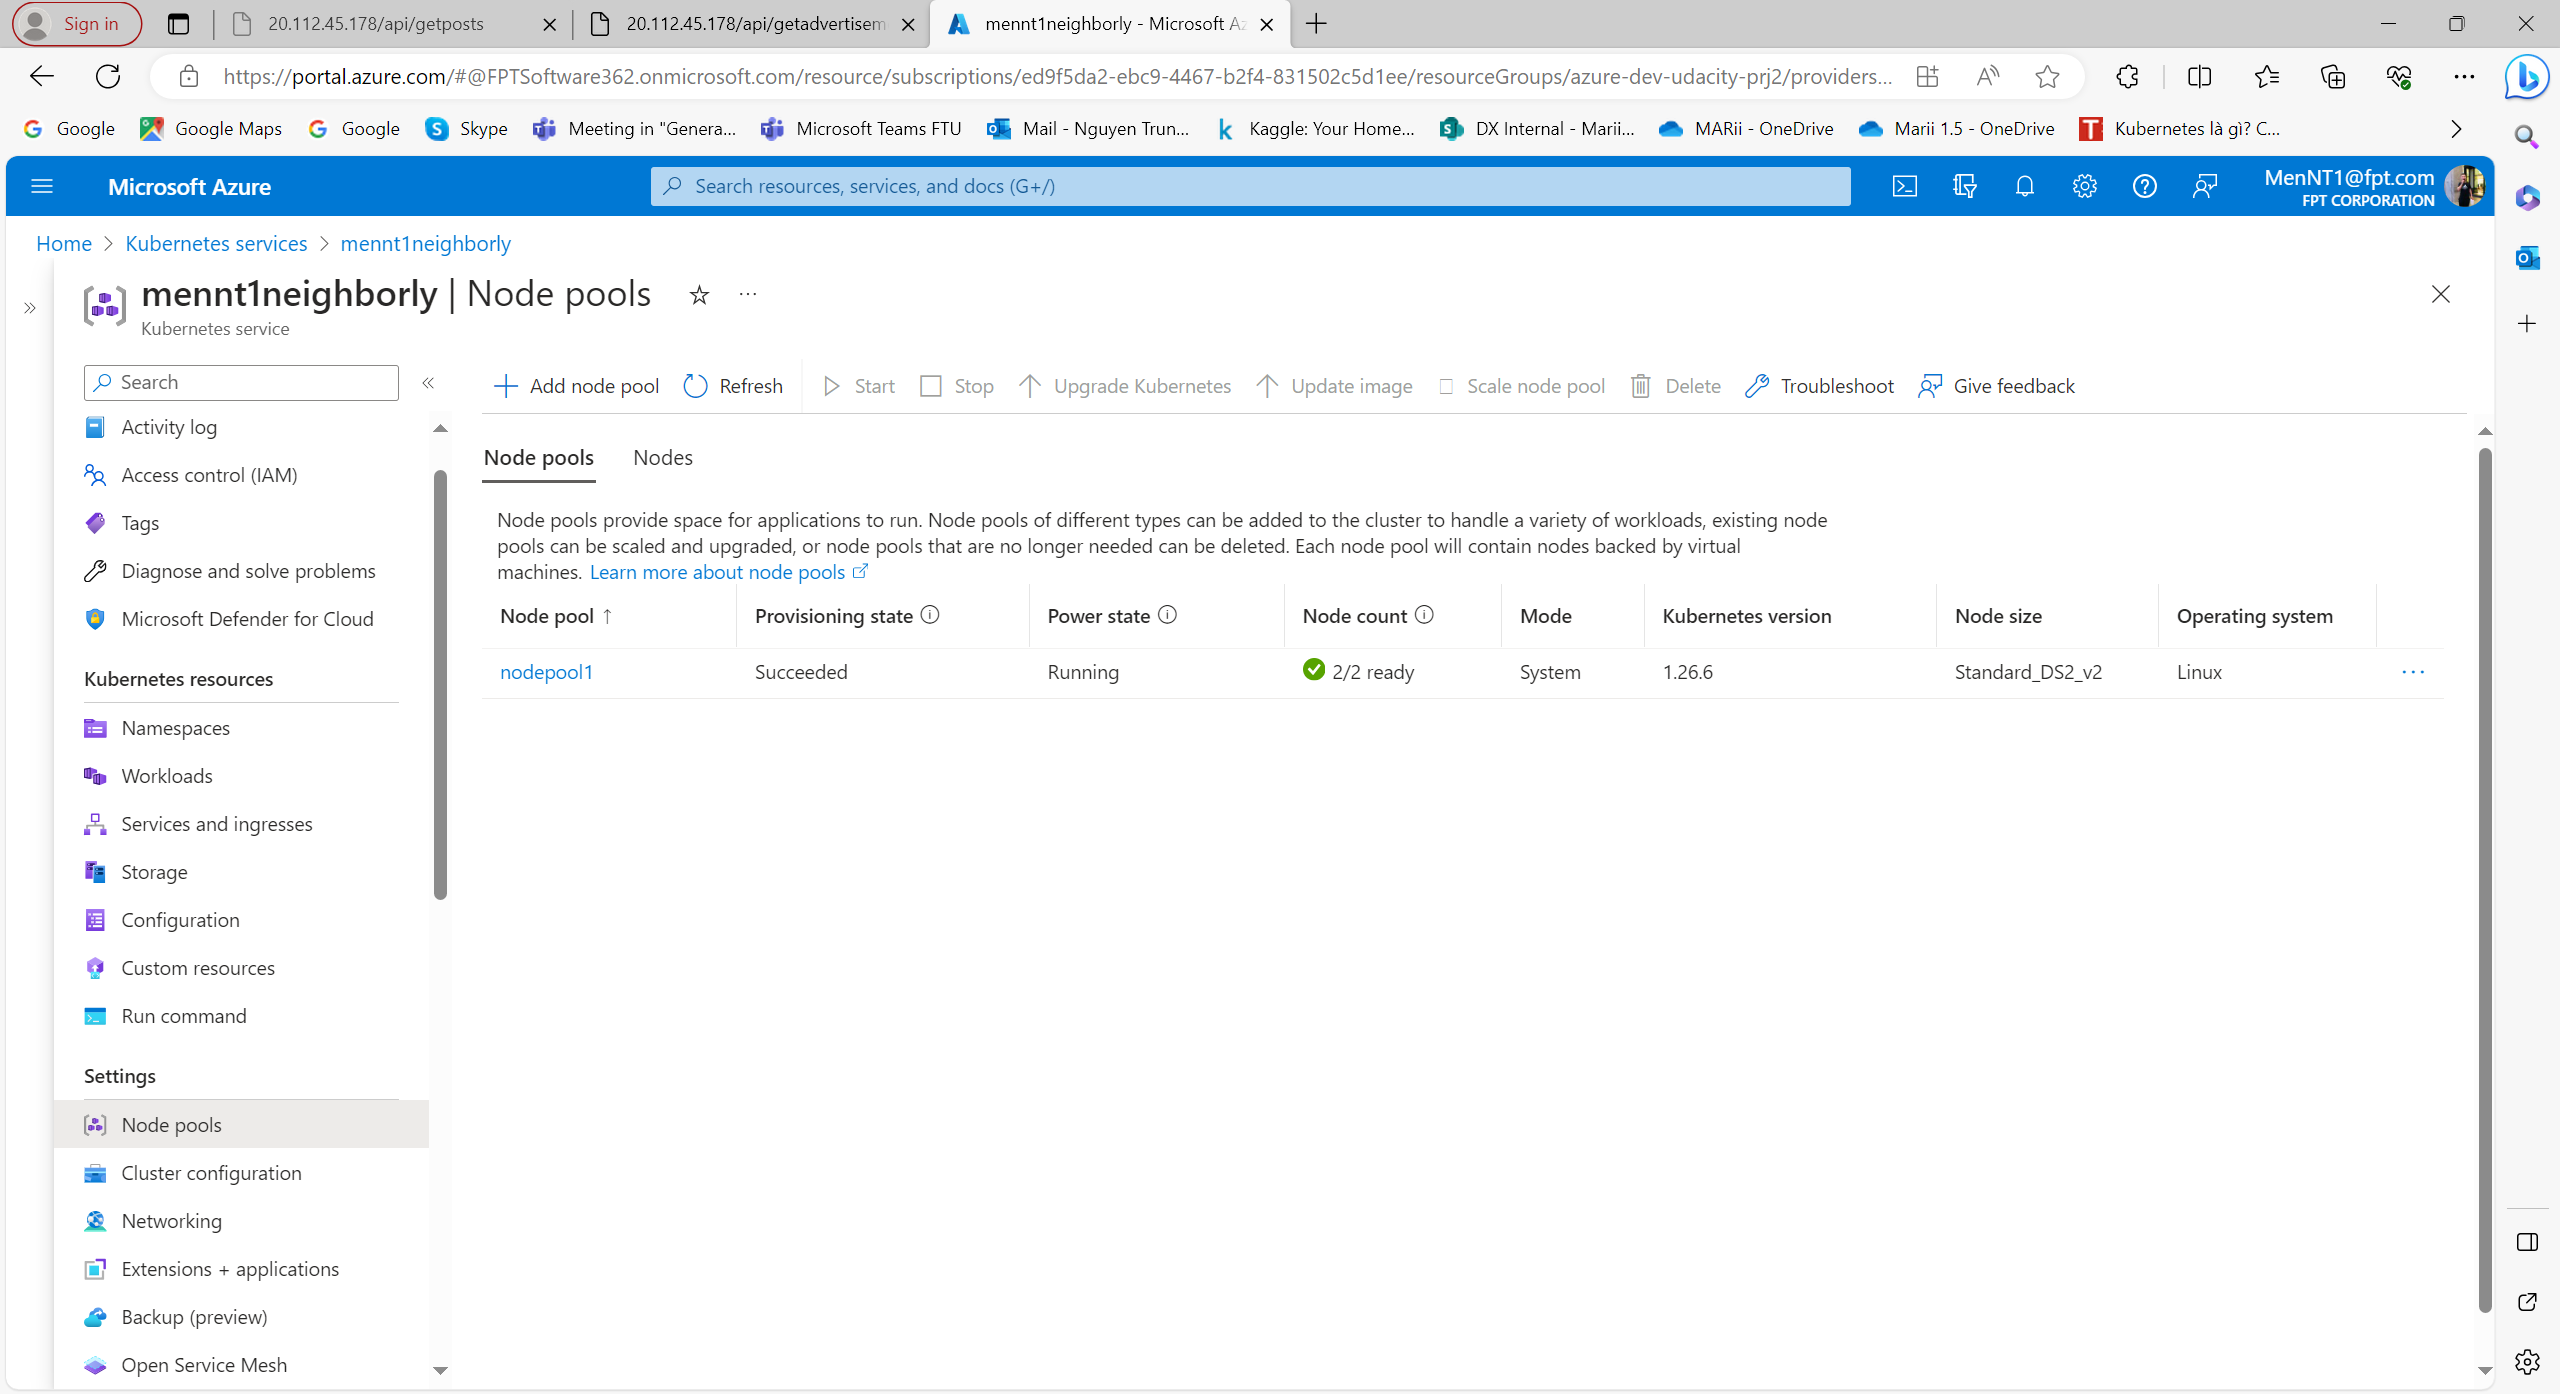 Sign in
20.112.45.178/api/getposts
20.112.45.178/api/getadvertisem
mennt1neighborly - Microsoft Az
https://portal.azure.com/#@FPTSoftware362.onmicrosoft.com/resource/subscriptions/ed9f5da2-ebc9-4467-b2f4-831502c5d1ee/resourceGroups/azure-dev-udacity-prj2/providers...
Google
Google Maps
Google
Skype
Meeting in "Genera...
Microsoft Teams FTU
Mail - Nguyen Trun...
Kaggle: Your Home...
DX Internal - Marii...
MARii - OneDrive
Marii 1.5 - OneDrive
Kubernetes là gì? C...
Microsoft Azure
Search resources, services, and docs (G+/)
MenNT1@fpt.com
FPT CORPORATION
Home > Kubernetes services > mennt1neighborly
mennt1neighborly | Node pools
Kubernetes service
Search
Add node pool
Refresh
Start
Stop
Upgrade Kubernetes
Update image
Scale node pool
Delete
Troubleshoot
Give feedback
Activity log
Access control (IAM)
Tags
Diagnose and solve problems
Microsoft Defender for Cloud
Kubernetes resources
Namespaces
Workloads
Services and ingresses
Storage
Configuration
Custom resources
Run command
Settings
Node pools
Cluster configuration
Networking
Extensions + applications
Backup (preview)
Open Service Mesh
Node pools
Nodes
Node pools provide space for applications to run. Node pools of different types can be added to the cluster to handle a variety of workloads, existing node
pools can be scaled and upgraded, or node pools that are no longer needed can be deleted. Each node pool will contain nodes backed by virtual
machines. Learn more about node pools
Node pool ↑ Provisioning state Power state Node count Mode Kubernetes version Node size Operating system
nodepool1 Succeeded Running 2/2 ready System 1.26.6 Standard_DS2_v2 Linux